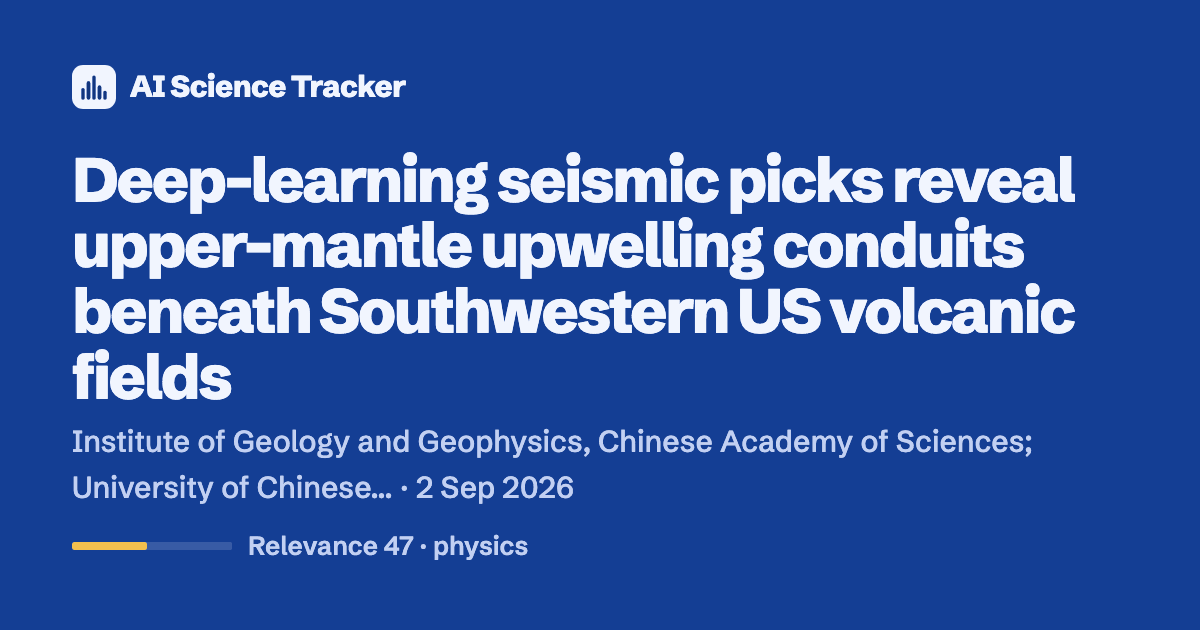 AI Science Tracker
Deep-learning seismic picks reveal
upper-mantle upwelling conduits
beneath Southwestern US volcanic
fields
Institute of Geology and Geophysics, Chinese Academy of Sciences;
University of Chinese... · 2 Sep 2026
Relevance 47 · physics